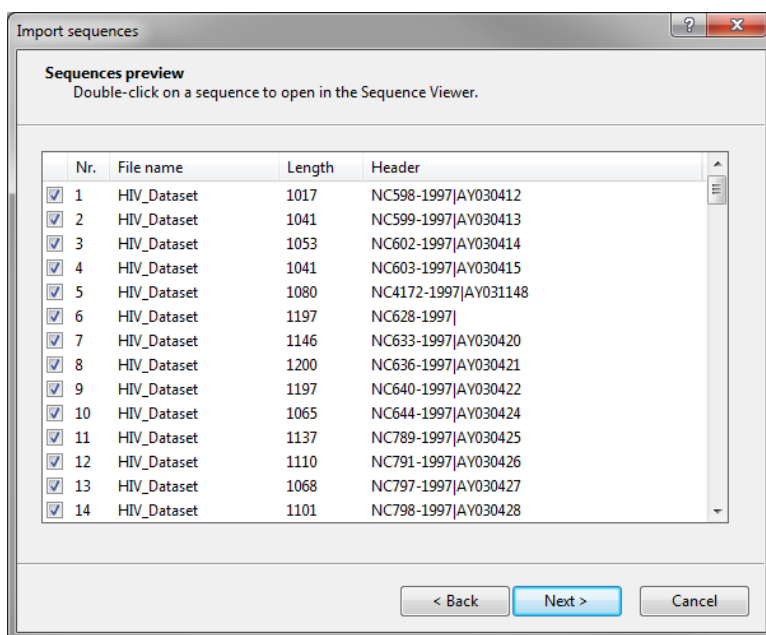 Import sequences
Sequences preview
Double-click on a sequence to open in the Sequence Viewer.
Nr. File name Length Header
1 HIV_Dataset 1017 NC598-1997|AY030412
2 HIV_Dataset 1041 NC599-1997|AY030413
3 HIV_Dataset 1053 NC602-1997|AY030414
4 HIV_Dataset 1041 NC603-1997|AY030415
5 HIV_Dataset 1080 NC4172-1997|AY031148
6 HIV_Dataset 1197 NC628-1997|
7 HIV_Dataset 1146 NC633-1997|AY030420
8 HIV_Dataset 1200 NC636-1997|AY030421
9 HIV_Dataset 1197 NC640-1997|AY030422
10 HIV_Dataset 1065 NC644-1997|AY030424
11 HIV_Dataset 1137 NC789-1997|AY030425
12 HIV_Dataset 1110 NC791-1997|AY030426
13 HIV_Dataset 1068 NC797-1997|AY030427
14 HIV_Dataset 1101 NC798-1997|AY030428
< Back Next > Cancel